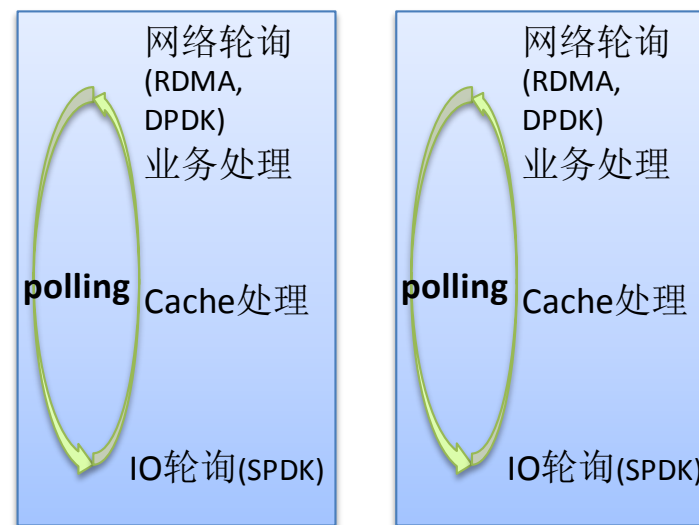 网络轮询
(RDMA,
DPDK)
业务处理
polling
Cache处理
IO轮询(SPDK)
网络轮询
(RDMA,
DPDK)
业务处理
polling
Cache处理
IO轮询(SPDK)